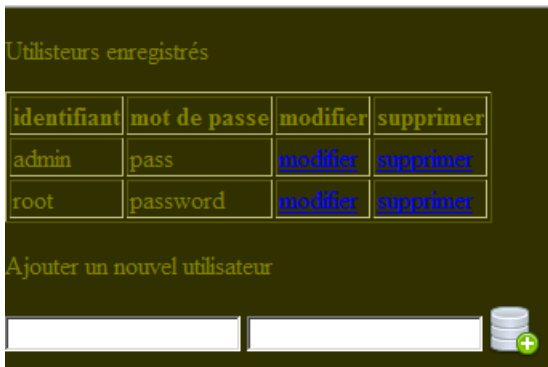 Utilisteurs enregistrés
identifiant mot de passe modifier supprimer
admin pass modifier supprimer
root password modifier supprimer
Ajouter un nouvel utilisateur